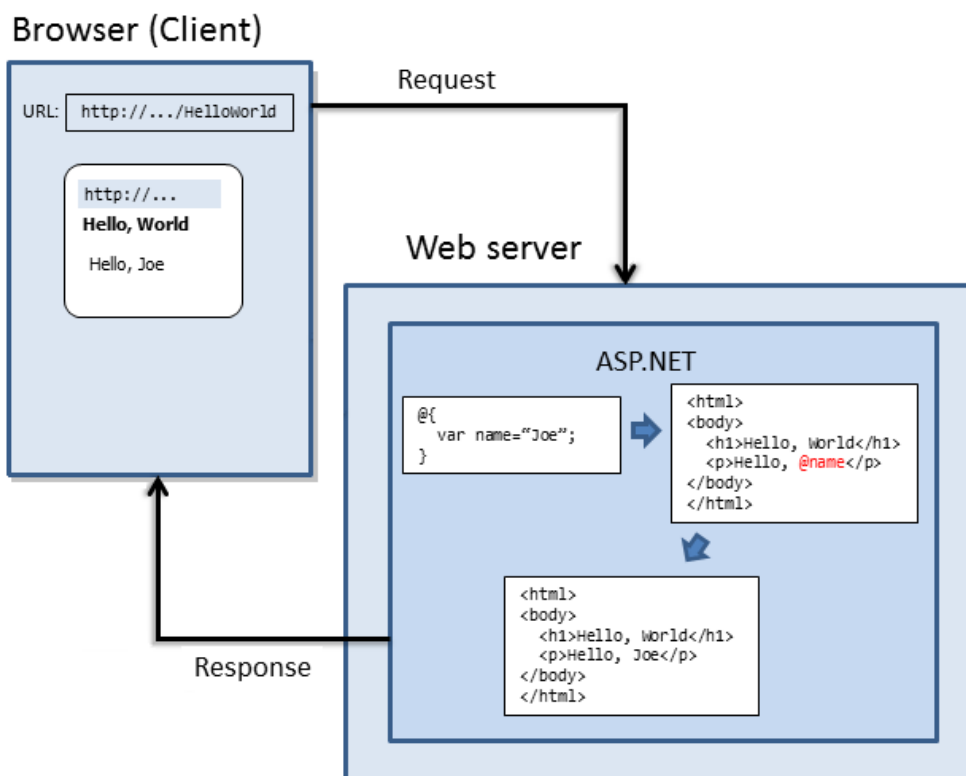 Browser (Client)
URL:
http://.../HelloWorld
http://...
Hello, World
Hello, Joe
Request
Web server
ASP.NET
@{
var name=“Joe”;
}
<html>
<body>
<h1>Hello, World</h1>
<p>Hello, @name</p>
</body>
</html>
<html>
<body>
<h1>Hello, World</h1>
<p>Hello, Joe</p>
</body>
</html>
Response